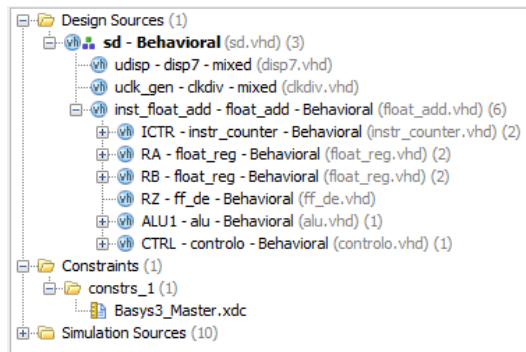 Design Sources (1)
sd - Behavioral (sd.vhd) (3)
udisp - disp7 - mixed (disp7.vhd)
uclk_gen - clkdiv - mixed (clkdiv.vhd)
inst_float_add - float_add - Behavioral (float_add.vhd) (6)
ICTR - instr_counter - Behavioral (instr_counter.vhd) (2)
RA - float_reg - Behavioral (float_reg.vhd) (2)
RB - float_reg - Behavioral (float_reg.vhd) (2)
RZ - ff_de - Behavioral (ff_de.vhd)
ALU1 - alu - Behavioral (alu.vhd) (1)
CTRL - controlo - Behavioral (controlo.vhd) (1)
Constraints (1)
constrs_1 (1)
Basys3_Master.xdc
Simulation Sources (10)